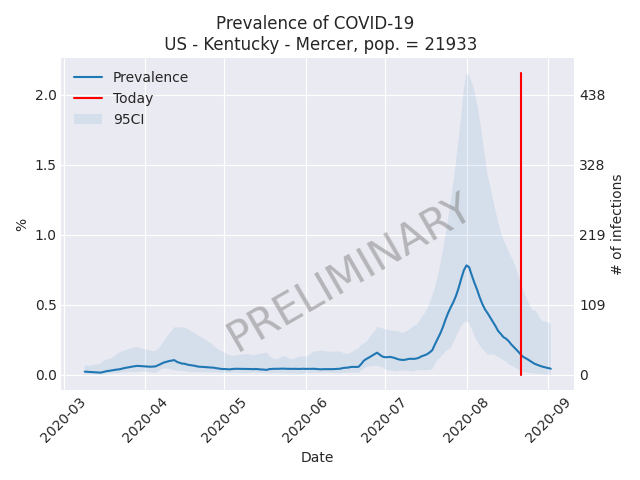 Prevalence of COVID-19
US - Kentucky - Mercer, pop. = 21933
Prevalence
Today
95CI
2.0
1.5
1.0
0.5
0.0
%
438
328
219
109
0
# of infections
PRELIMINARY
2020-03
2020-04
2020-05
2020-06
2020-07
2020-08
2020-09
Date